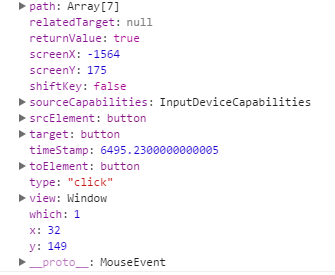 path: Array[7]
relatedTarget: null
returnValue: true
screenX: -1564
screenY: 175
shiftKey: false
sourceCapabilities: InputDeviceCapabilities
srcElement: button
target: button
timeStamp: 6495.2300000000005
toElement: button
type: "click"
view: Window
which: 1
x: 32
y: 149
__proto__: MouseEvent